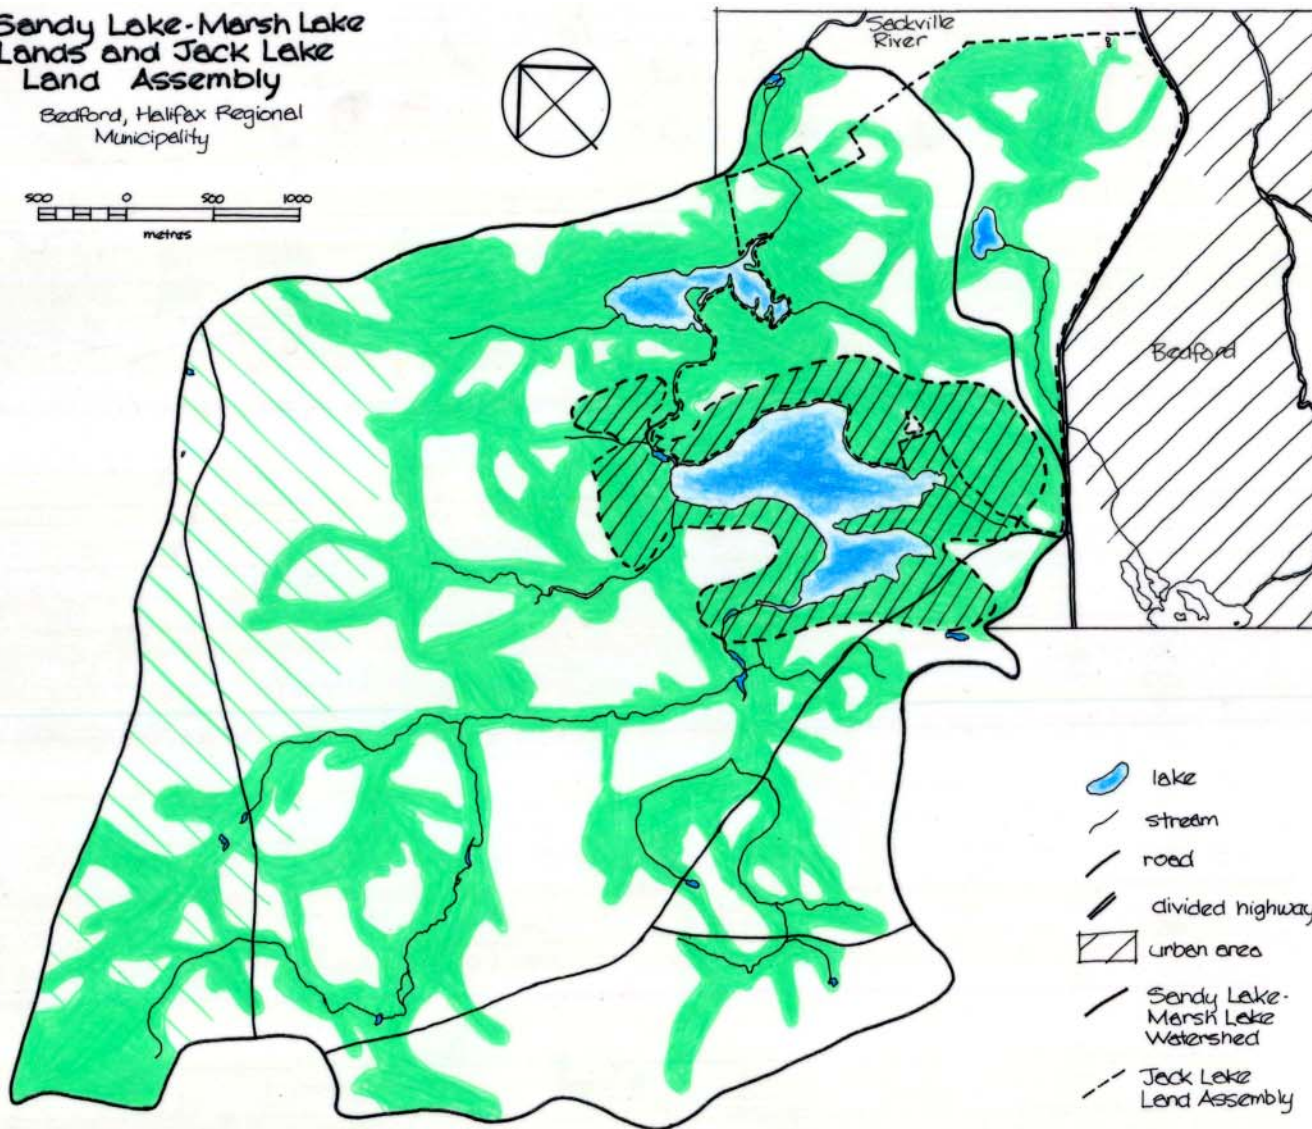 Sandy Lake-Marsh Lake
Lands and Jack Lake
Land Assembly
Bedford, Halifax Regional
Municipality
500 0 500 1000
metres
Sackville
River
Bedford
lake
stream
road
divided highway
urban area
Sandy Lake-
Marsh Lake
Watershed
Jack Lake
Land Assembly